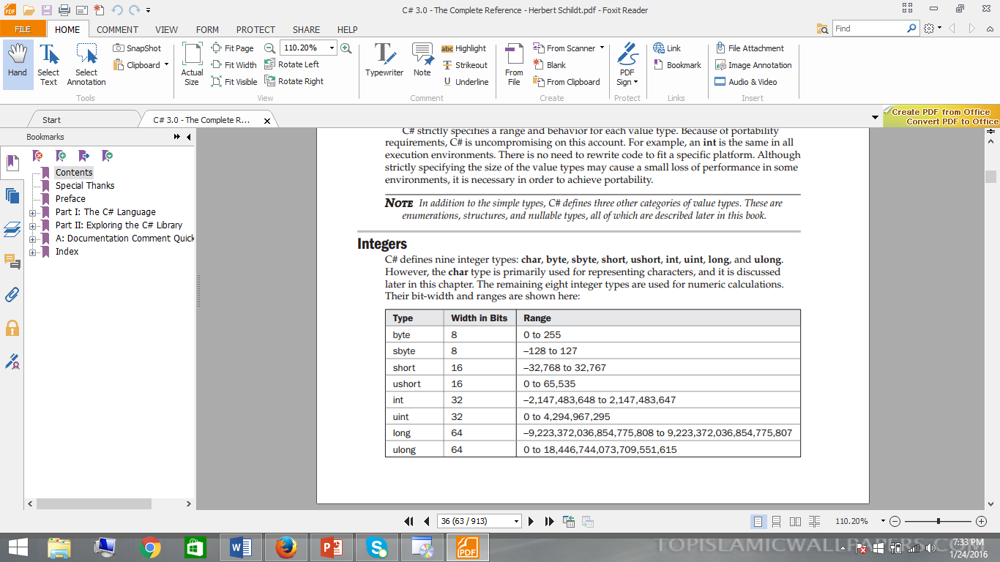 C# 3.0 - The Complete Reference - Herbert Schildt.pdf - Foxit Reader
FILE HOME COMMENT VIEW FORM PROTECT SHARE HELP Find
Hand
Select Text
Select Annotation
SnapShot
Clipboard
Tools
Actual Size
Fit Page
Fit Width
Fit Visible
110.20%
Rotate Left
Rotate Right
View
Typewriter
Note
Highlight
Strikeout
Underline
Comment
From File
From Scanner
Blank
From Clipboard
Create
PDF Sign
Protect
Link
Bookmark
Links
File Attachment
Image Annotation
Audio & Video
Insert
Start
C# 3.0 - The Complete R...
Create PDF from Office
Convert PDF to Office
Bookmarks
Contents
Special Thanks
Preface
Part I: The C# Language
Part II: Exploring the C# Library
A: Documentation Comment Quick
Index
C# strictly specifies a range and behavior for each value type. Because of portability
requirements, C# is uncompromising on this account. For example, an int is the same in all
execution environments. There is no need to rewrite code to fit a specific platform. Although
strictly specifying the size of the value types may cause a small loss of performance in some
environments, it is necessary in order to achieve portability.
NOTE In addition to the simple types, C# defines three other categories of value types. These are
enumerations, structures, and nullable types, all of which are described later in this book.
Integers
C# defines nine integer types: char, byte, sbyte, short, ushort, int, uint, long, and ulong.
However, the char type is primarily used for representing characters, and it is discussed
later in this chapter. The remaining eight integer types are used for numeric calculations.
Their bit-width and ranges are shown here:
Type Width in Bits Range
byte 8 0 to 255
sbyte 8 –128 to 127
short 16 –32,768 to 32,767
ushort 16 0 to 65,535
int 32 –2,147,483,648 to 2,147,483,647
uint 32 0 to 4,294,967,295
long 64 –9,223,372,036,854,775,808 to 9,223,372,036,854,775,807
ulong 64 0 to 18,446,744,073,709,551,615
36 (63 / 913)
110.20%
7:33 PM
1/24/2016